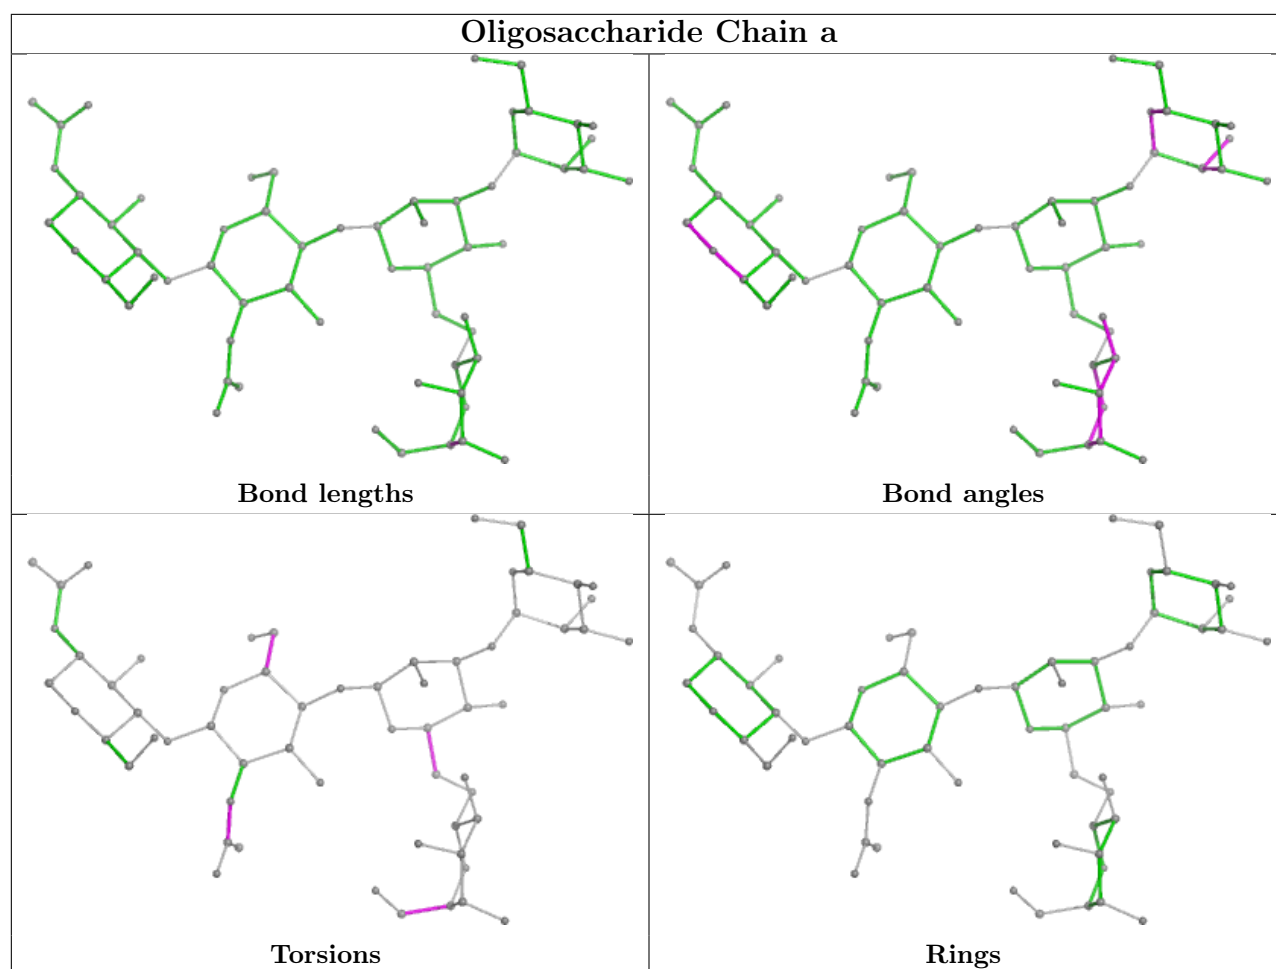 Oligosaccharide Chain a
Bond lengths
Bond angles
Torsions
Rings